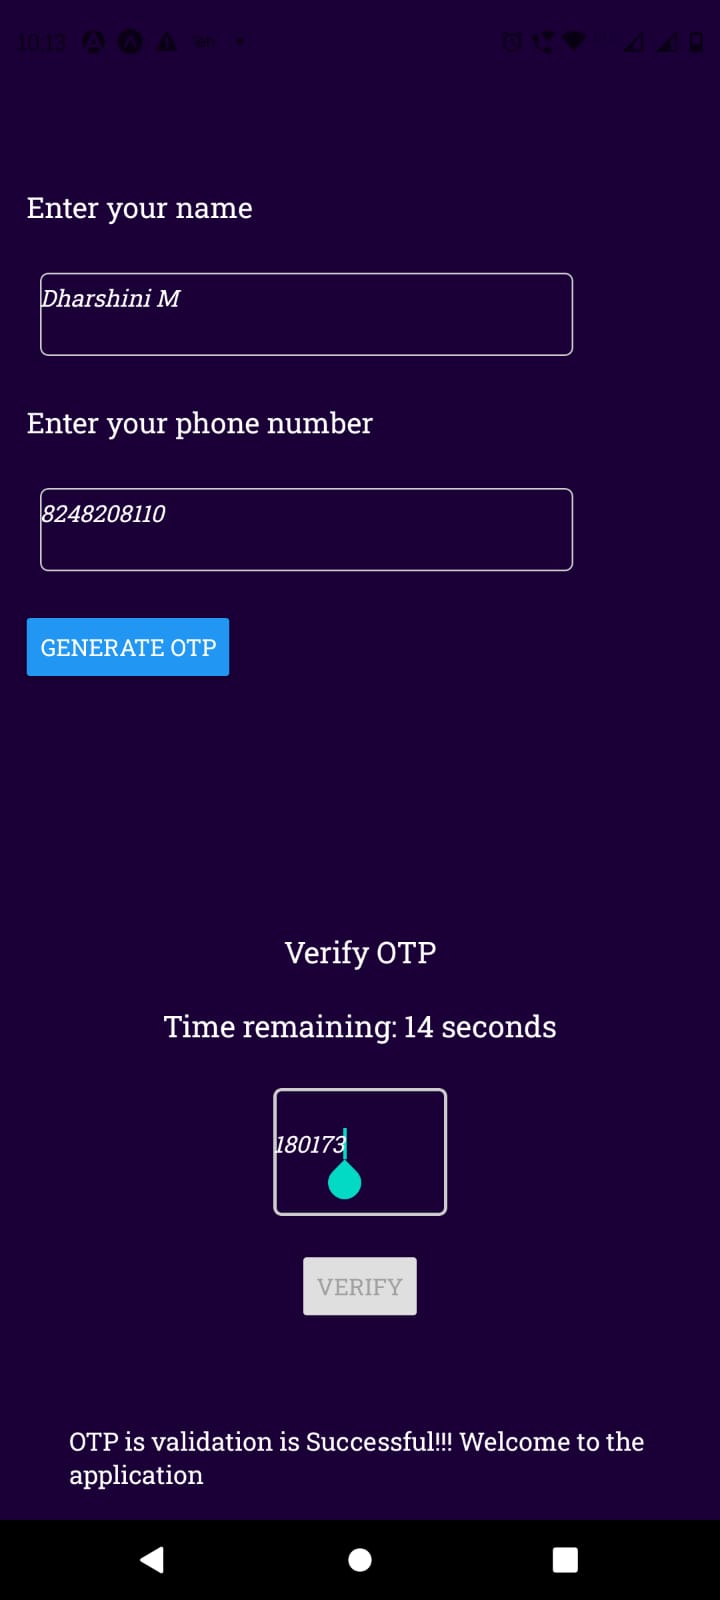 10:13
Enter your name
Dharshini M
Enter your phone number
8248208110
GENERATE OTP
Verify OTP
Time remaining: 14 seconds
180173
VERIFY
OTP is validation is Successful!!! Welcome to the
application